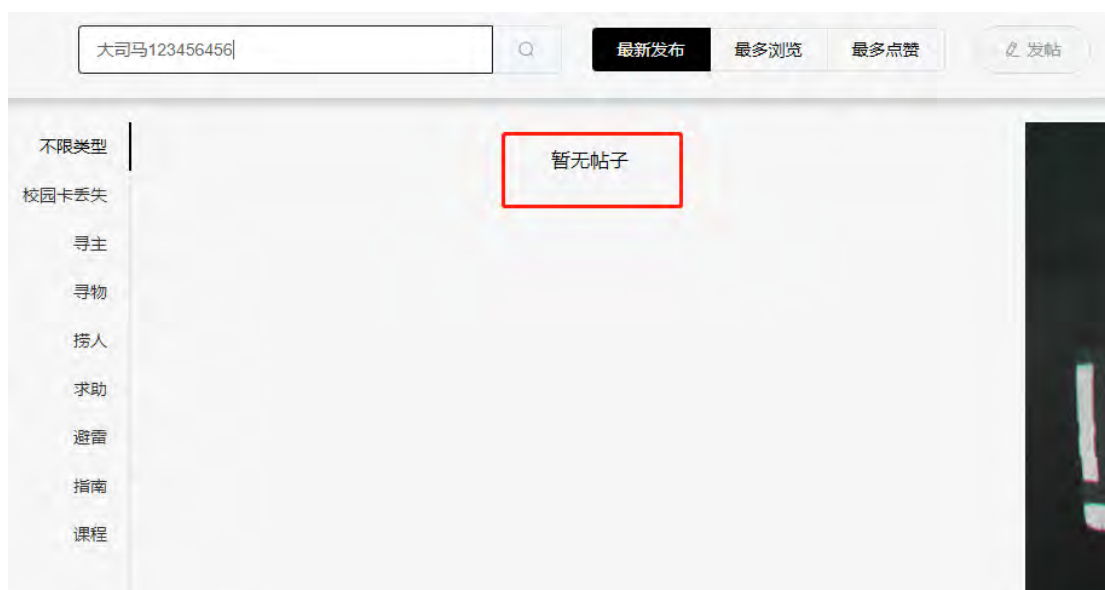 大司马123456456
最新发布
最多浏览
最多点赞
发帖
不限类型
暂无帖子
校园卡丢失
寻主
寻物
捞人
求助
避雷
指南
课程